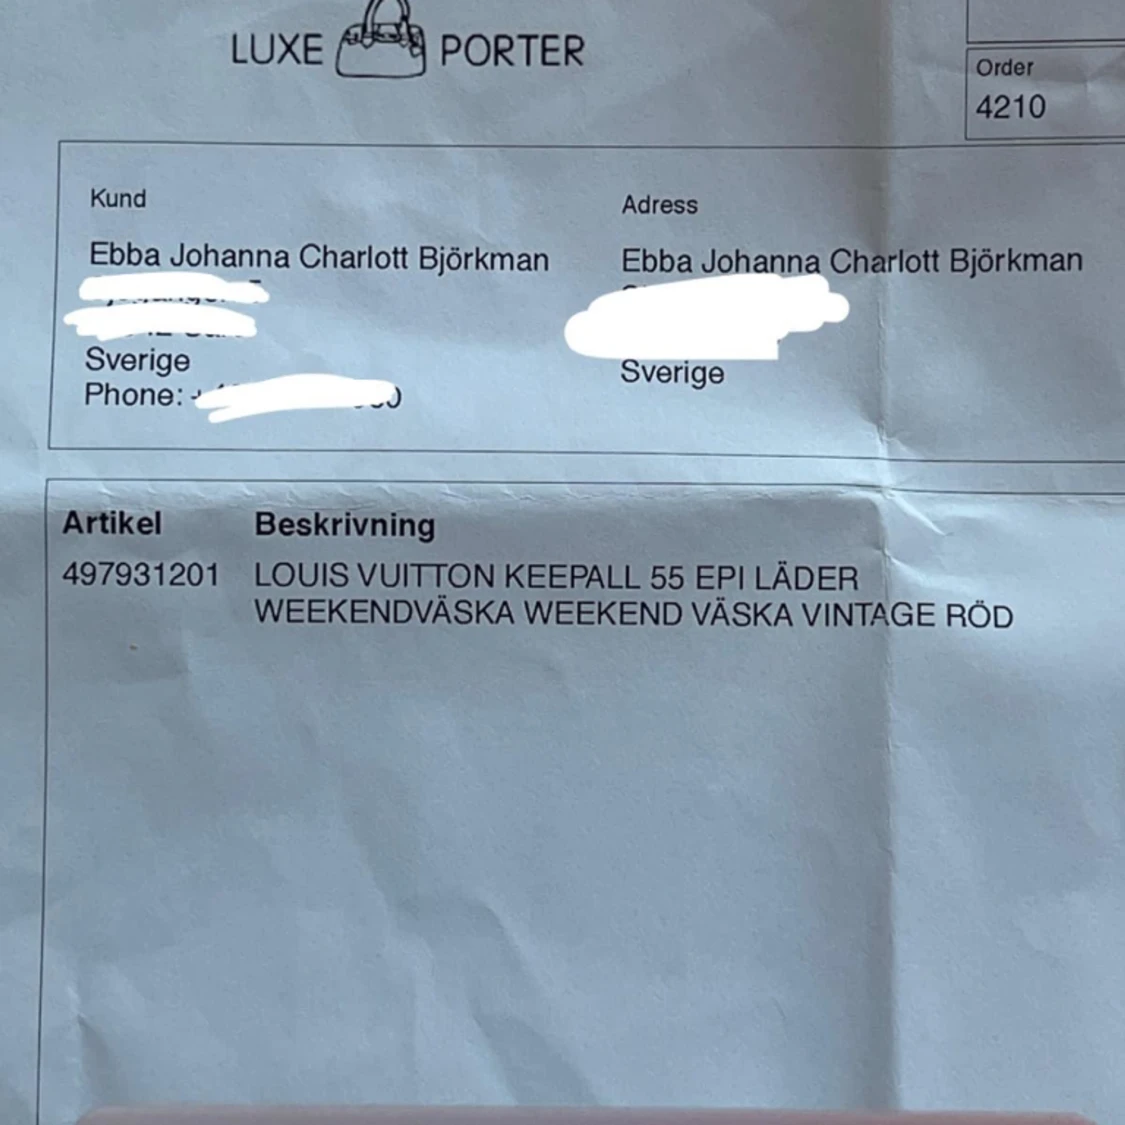 LUXE PORTER
Order
4210
Kund
Ebba Johanna Charlott Björkman
Sverige
Phone:
Adress
Ebba Johanna Charlott Björkman
Sverige
Artikel Beskrivning
497931201 LOUIS VUITTON KEEPALL 55 EPI LÄDER
WEEKENDVÄSKA WEEKEND VÄSKA VINTAGE RÖD